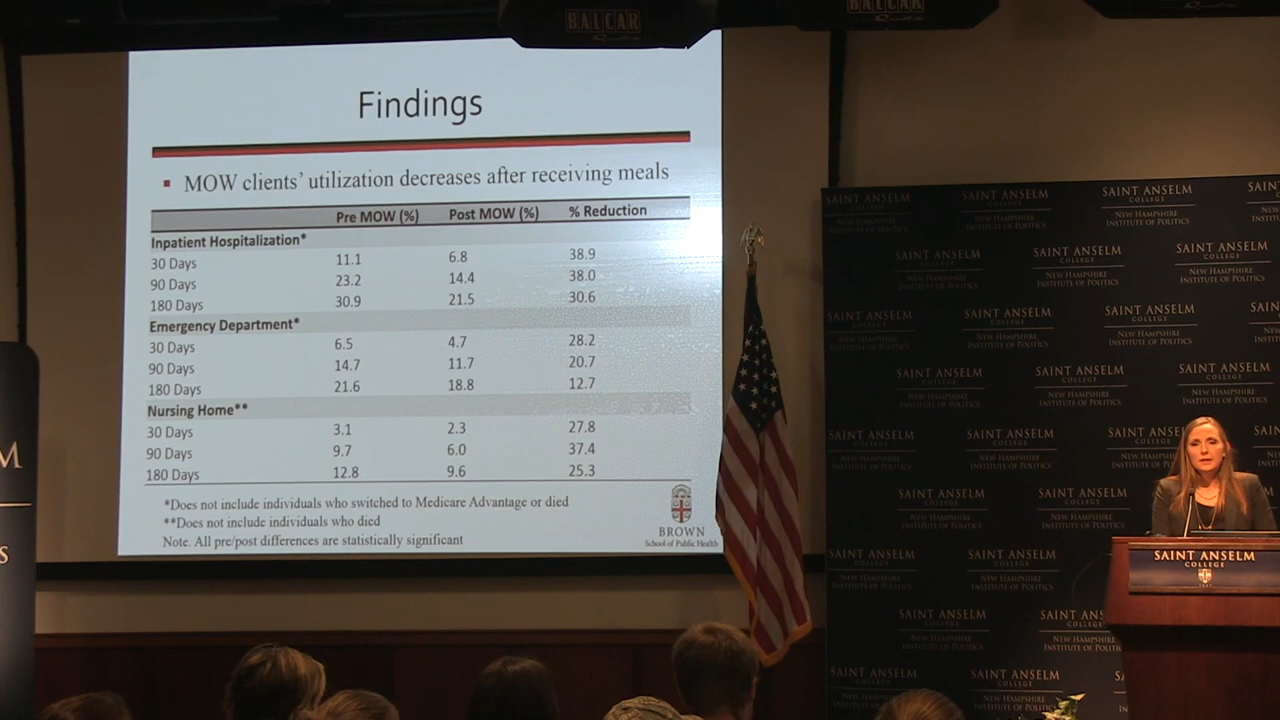 BALCAR
BALCAR
Findings
▪ MOW clients' utilization decreases after receiving meals
Pre MOW (%) Post MOW (%) % Reduction
Inpatient Hospitalization*
30 Days 11.1 6.8 38.9
90 Days 23.2 14.4 38.0
180 Days 30.9 21.5 30.6
Emergency Department*
30 Days 6.5 4.7 28.2
90 Days 14.7 11.7 20.7
180 Days 21.6 18.8 12.7
Nursing Home**
30 Days 3.1 2.3 27.8
90 Days 9.7 6.0 37.4
180 Days 12.8 9.6 25.3
*Does not include individuals who switched to Medicare Advantage or died
**Does not include individuals who died
Note. All pre/post differences are statistically significant
BROWN
School of Public Health
SAINT ANSELM
COLLEGE
NEW HAMPSHIRE
INSTITUTE OF POLITICS
SAINT ANSELM
COLLEGE